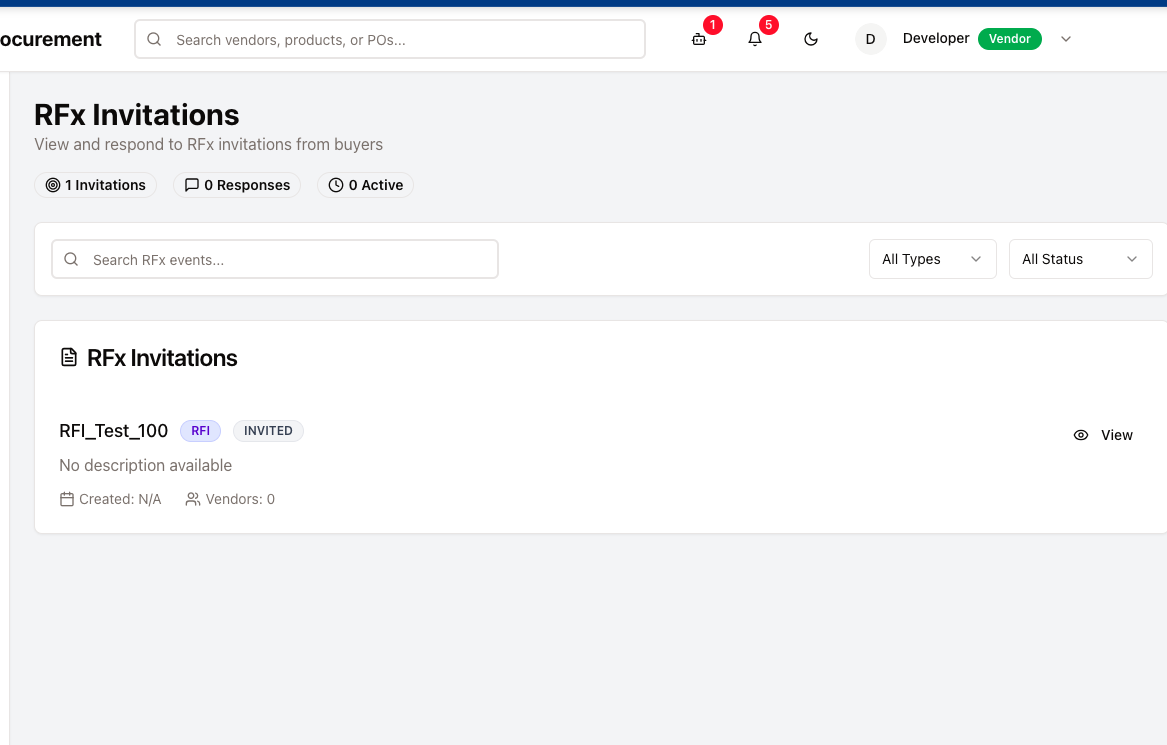 ocurement
Search vendors, products, or POs...
1
5
D
Developer
Vendor
RFx Invitations
View and respond to RFx invitations from buyers
1 Invitations
0 Responses
0 Active
Search RFx events...
All Types
All Status
RFx Invitations
RFI_Test_100
RFI
INVITED
View
No description available
Created: N/A
Vendors: 0